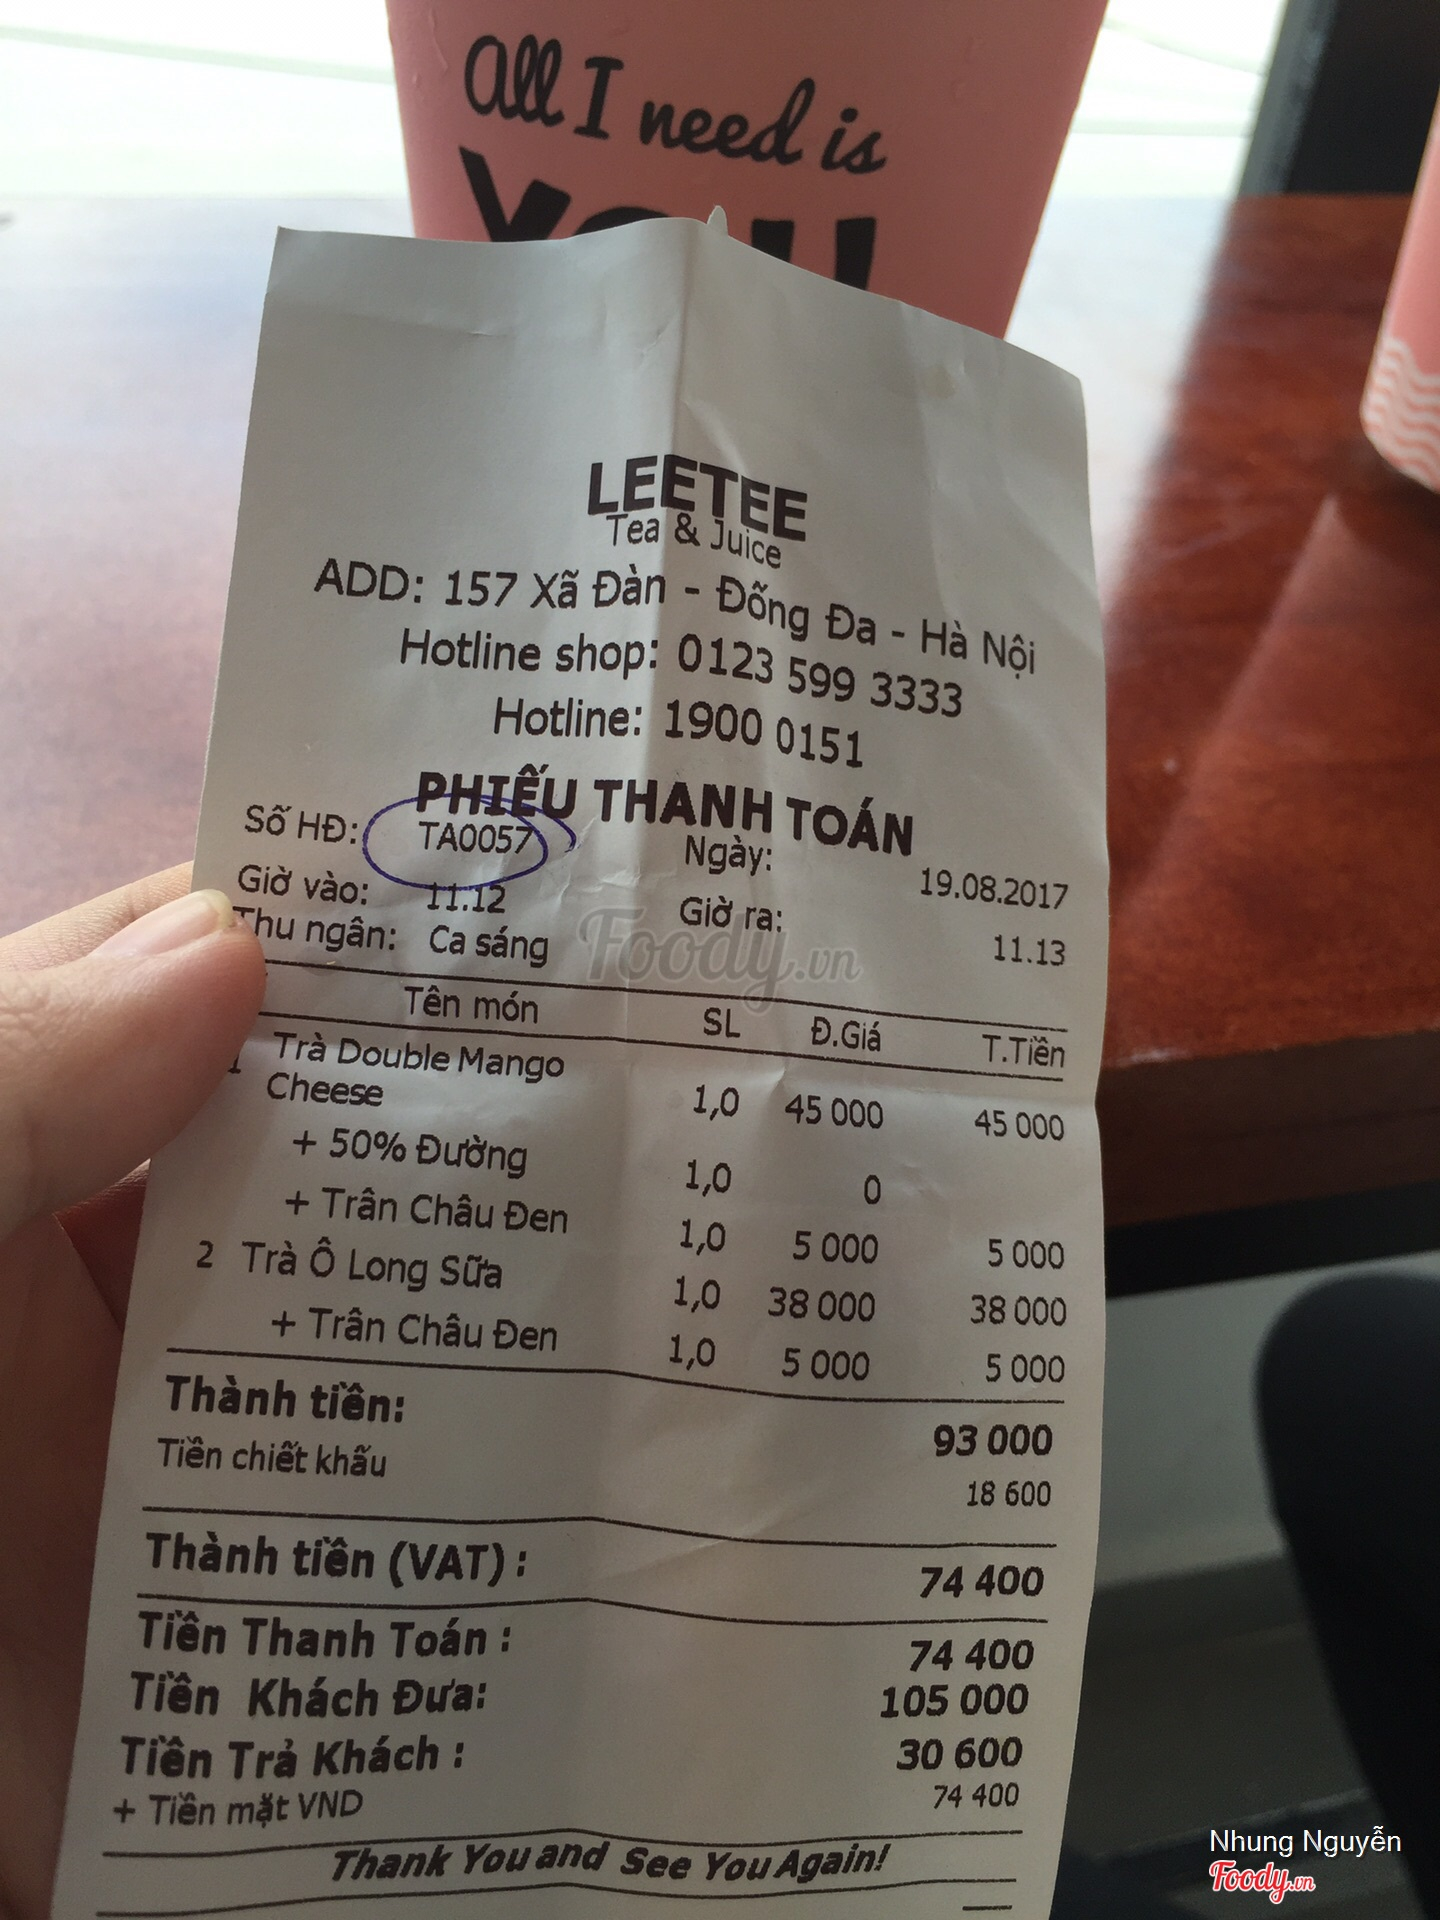 All I need is
YOU
LEETEE
Tea & Juice
ADD: 157 Xã Đàn - Đống Đa - Hà Nội
Hotline shop: 0123 599 3333
Hotline: 1900 0151
PHIẾU THANH TOÁN
Số HĐ: TA0057 Ngày: 19.08.2017
Giờ vào: 11.12 Giờ ra: 11.13
Thu ngân: Ca sáng
Foody.vn
Tên món SL Đ.Giá T.Tiền
1 Trà Double Mango
Cheese 1,0 45 000 45 000
+ 50% Đường 1,0 0
+ Trân Châu Đen 1,0 5 000 5 000
2 Trà Ô Long Sữa 1,0 38 000 38 000
+ Trân Châu Đen 1,0 5 000 5 000
Thành tiền: 93 000
Tiền chiết khấu 18 600
Thành tiền (VAT) : 74 400
Tiền Thanh Toán : 74 400
Tiền Khách Đưa: 105 000
Tiền Trả Khách : 30 600
+ Tiền mặt VND 74 400
Thank You and See You Again!
Nhung Nguyễn
Foody.vn